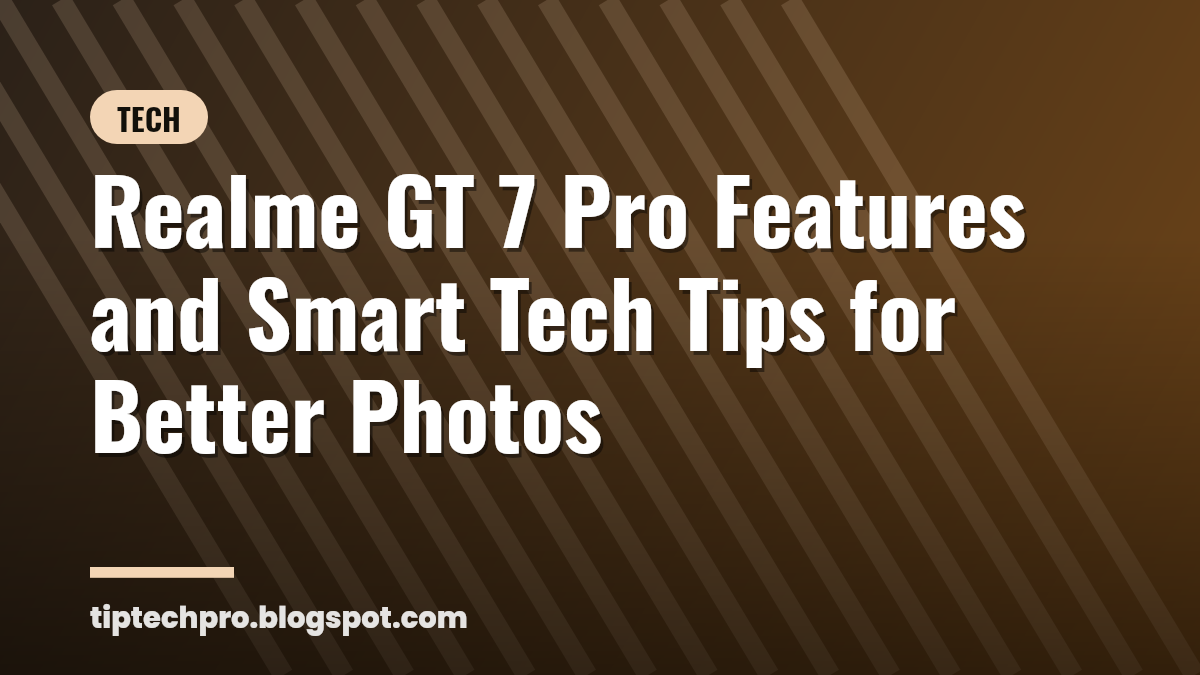 TECH
Realme GT 7 Pro Features
and Smart Tech Tips for
Better Photos
tiptechpro.blogspot.com